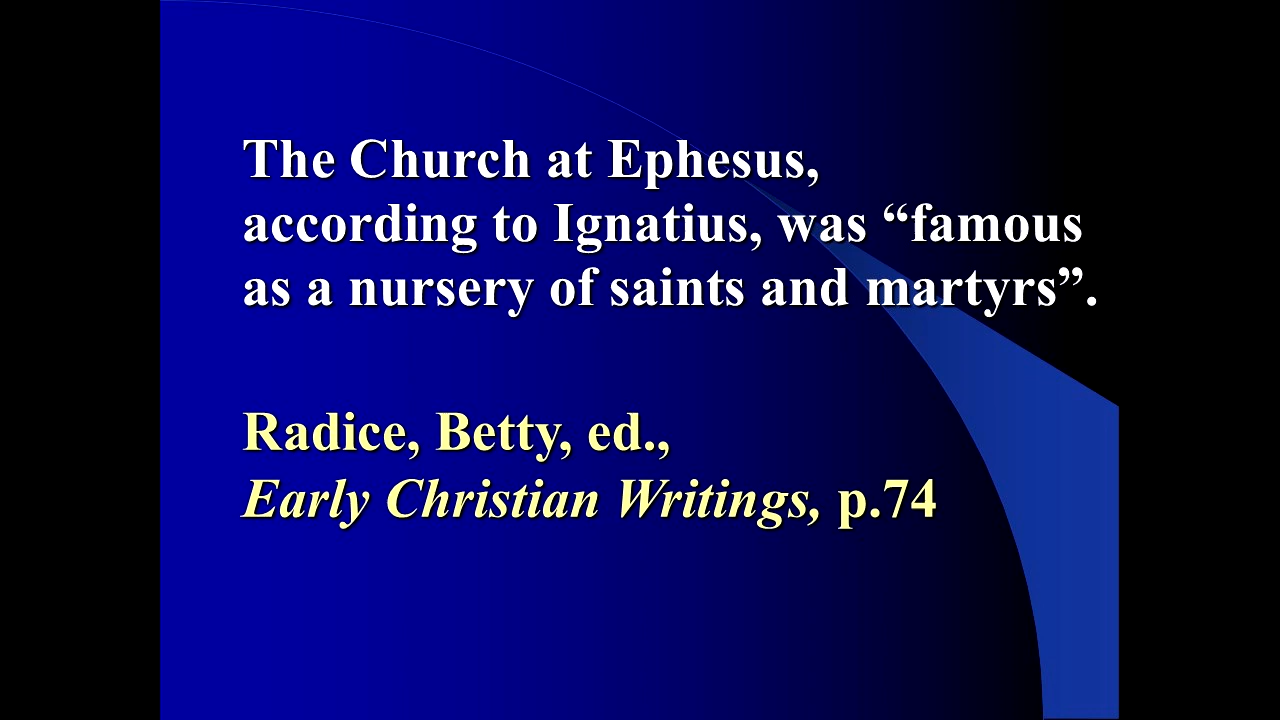 The Church at Ephesus,
according to Ignatius, was “famous
as a nursery of saints and martyrs”.
Radice, Betty, ed.,
Early Christian Writings, p.74